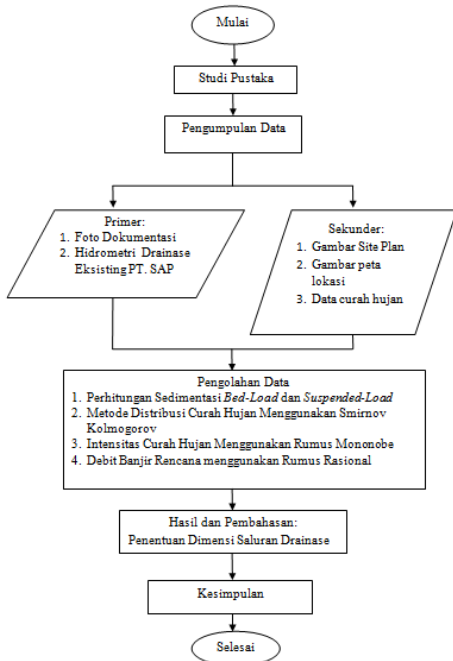 Mulai
Studi Pustaka
Pengumpulan Data
Primer:
1. Foto Dokumentasi
2. Hidrometri Drainase
Eksisting PT. SAP
Sekunder:
1. Gambar Site Plan
2. Gambar peta
lokasi
3. Data curah hujan
Pengolahan Data
1. Perhitungan Sedimentasi Bed-Load dan Suspended-Load
2. Metode Distribusi Curah Hujan Menggunakan Smirnov
Kolmogorov
3. Intensitas Curah Hujan Menggunakan Rumus Mononobe
4. Debit Banjir Rencana menggunakan Rumus Rasional
Hasil dan Pembahasan:
Penentuan Dimensi Saluran Drainase
Kesimpulan
Selesai